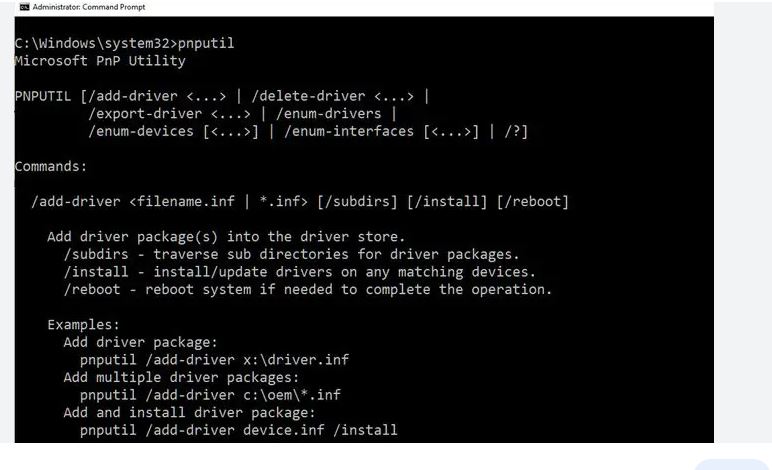 Administrator: Command Prompt
C:\Windows\system32>pnputil
Microsoft PnP Utility
PNPUTIL [/add-driver <...> | /delete-driver <...> |
/export-driver <...> | /enum-drivers |
/enum-devices [<...>] | /enum-interfaces [<...>] | /?]
Commands:
/add-driver <filename.inf | *.inf> [/subdirs] [/install] [/reboot]
Add driver package(s) into the driver store.
/subdirs - traverse sub directories for driver packages.
/install - install/update drivers on any matching devices.
/reboot - reboot system if needed to complete the operation.
Examples:
Add driver package:
pnputil /add-driver x:\driver.inf
Add multiple driver packages:
pnputil /add-driver c:\oem\*.inf
Add and install driver package:
pnputil /add-driver device.inf /install